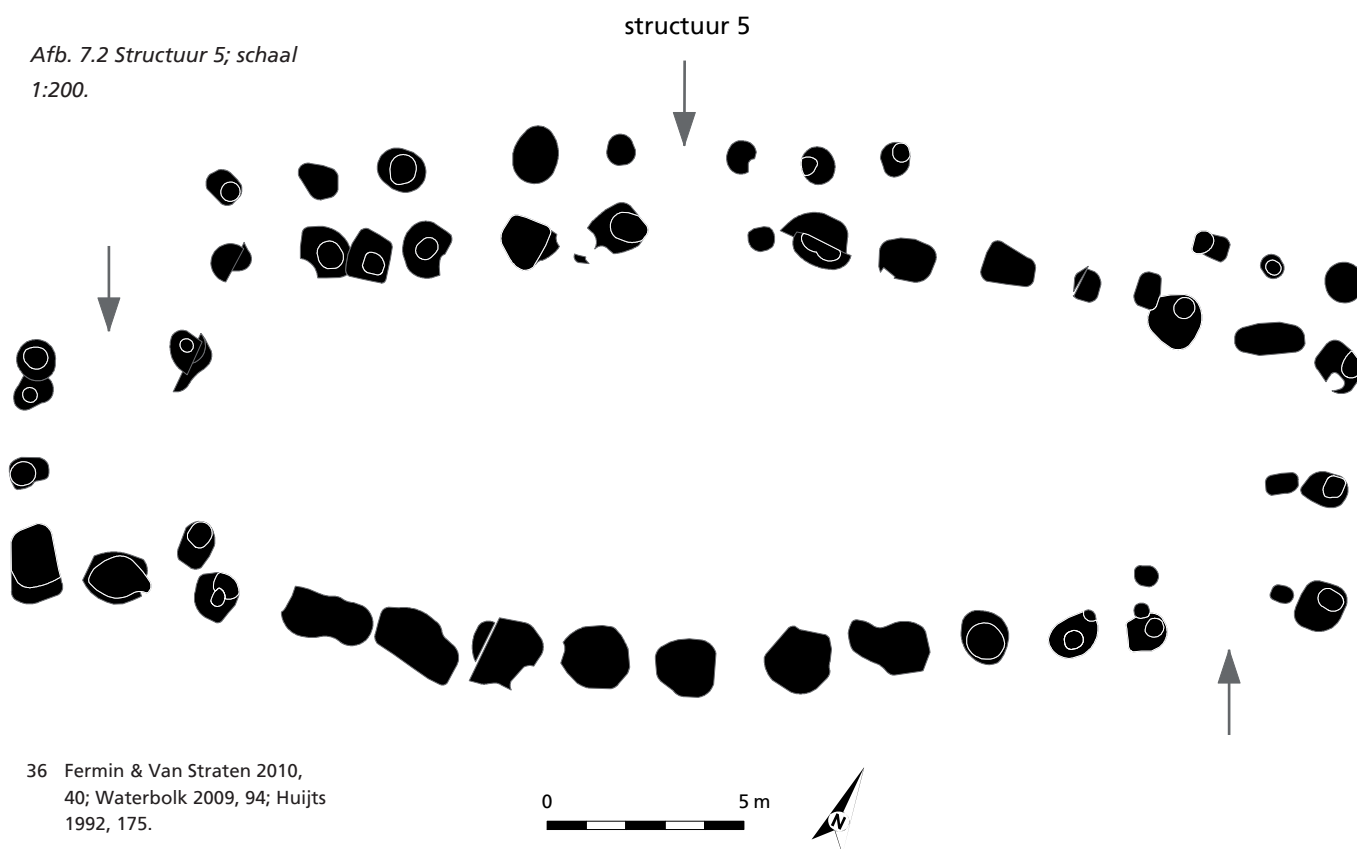 structuur 5
Afb. 7.2 Structuur 5; schaal
1:200.
36 Fermin & Van Straten 2010,
40; Waterbolk 2009, 94; Huijts
1992, 175.
0 5 m
N